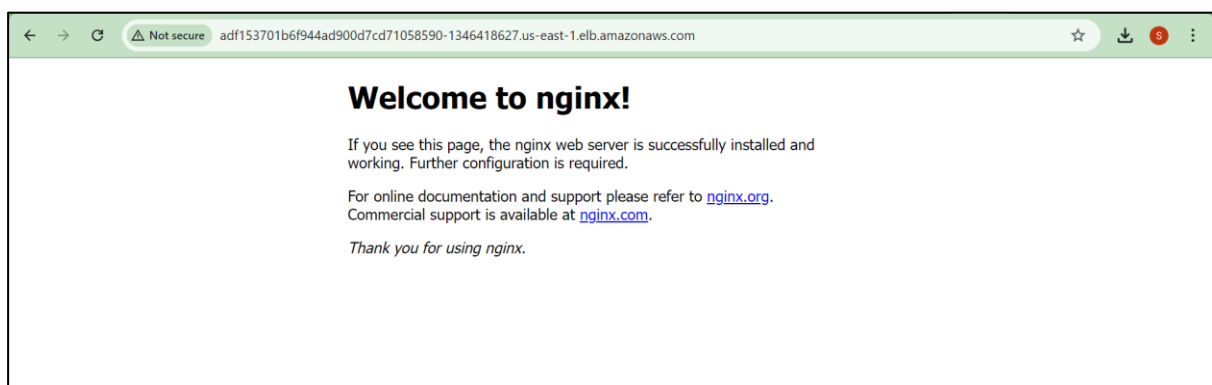 Not secure adf153701b6f944ad900d7cd71058590-1346418627.us-east-1.elb.amazonaws.com S
Welcome to nginx!
If you see this page, the nginx web server is successfully installed and
working. Further configuration is required.
For online documentation and support please refer to nginx.org.
Commercial support is available at nginx.com.
Thank you for using nginx.